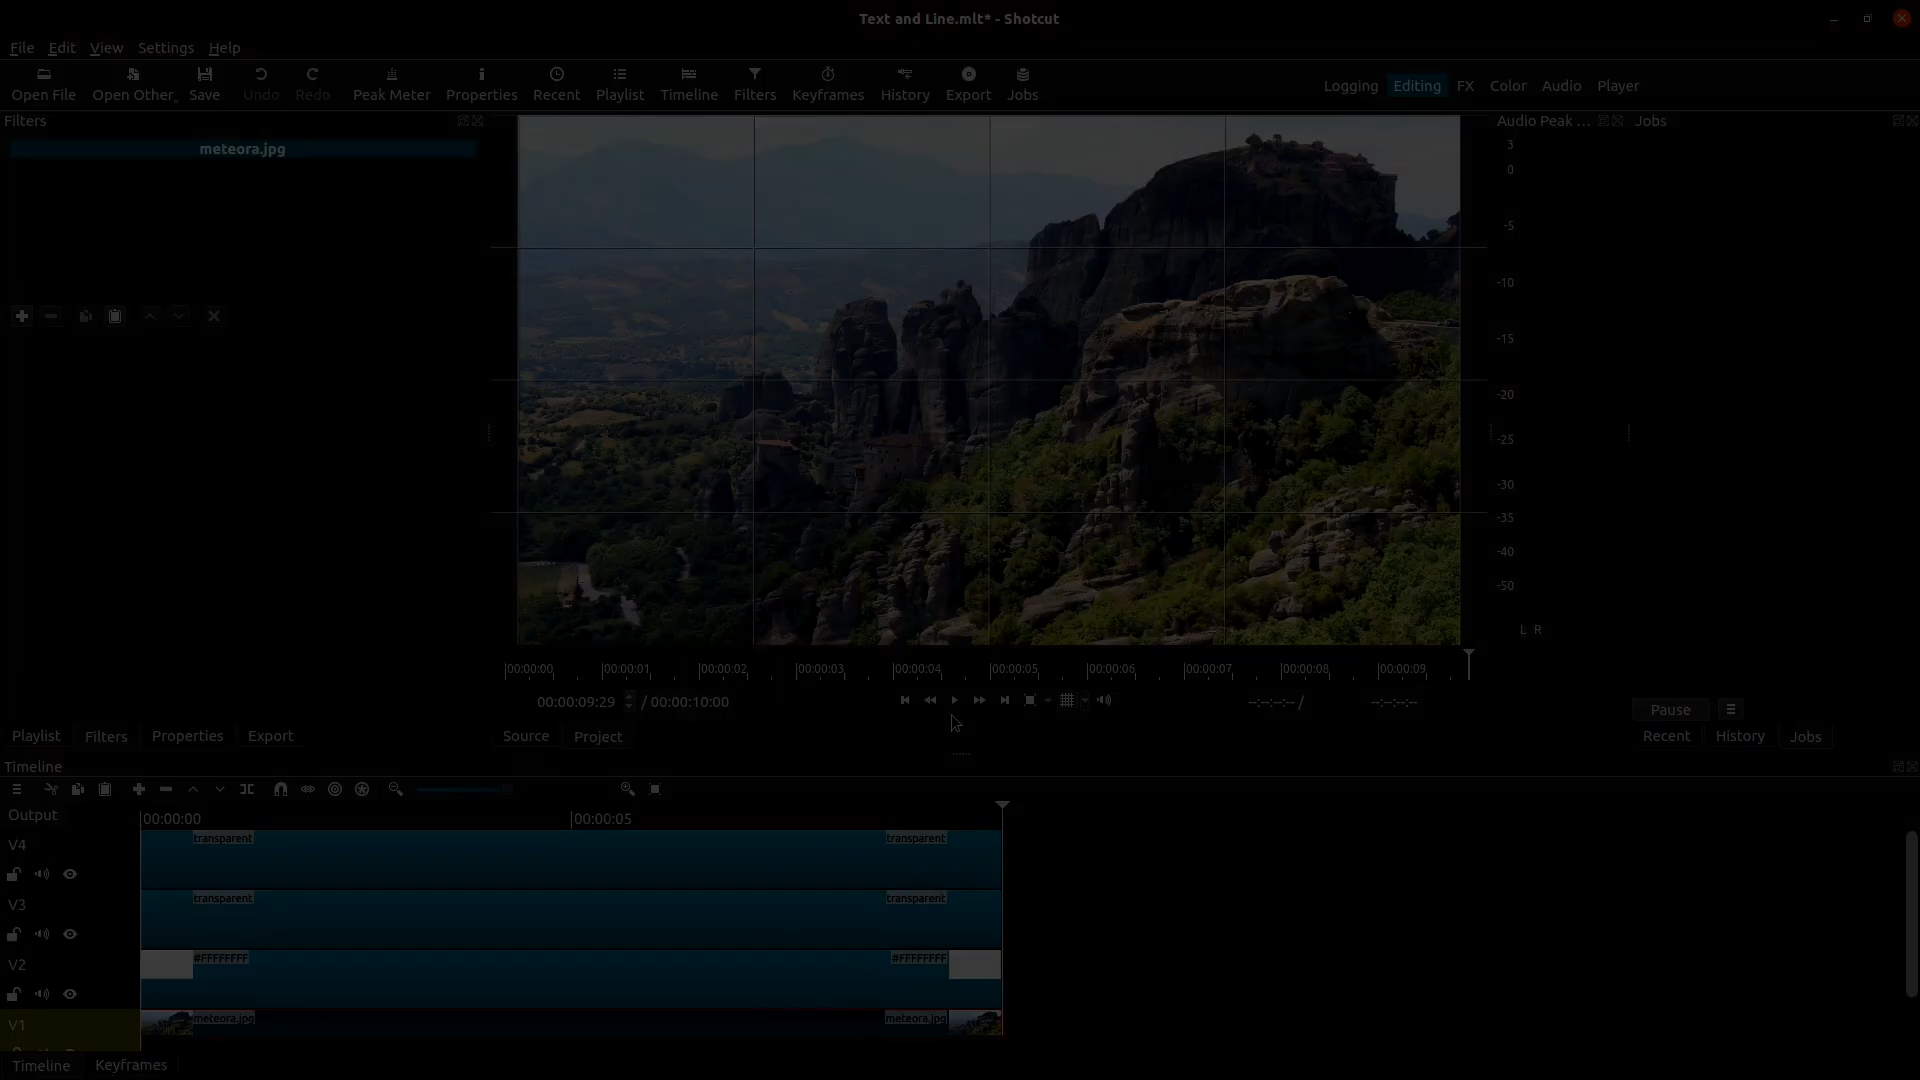 Text and Line.mlt* - Shotcut
File Edit View Settings Help
Open File Open Other.. Save Undo Redo Peak Meter Properties Recent Playlist Timeline Filters Keyframes History Export Jobs
Logging Editing FX Color Audio Player
Filters
Audio Peak ...
Jobs
meteora.jpg
3
0
-5
-10
-15
-20
-25
-30
-35
-40
-50
L R
00:00:00 00:00:01 00:00:02 00:00:03 00:00:04 00:00:05 00:00:06 00:00:07 00:00:08 00:00:09
00:00:09:29 / 00:00:10:00
--:--:--:-- / --:--:--:--
Pause
Playlist Filters Properties Export
Source Project
Recent History Jobs
Timeline
Output
00:00:00 00:00:05
V4
transparent transparent
V3
transparent transparent
V2
#FFFFFFFF #FFFFFFFF
V1
meteora.jpg meteora.jpg
Timeline Keyframes